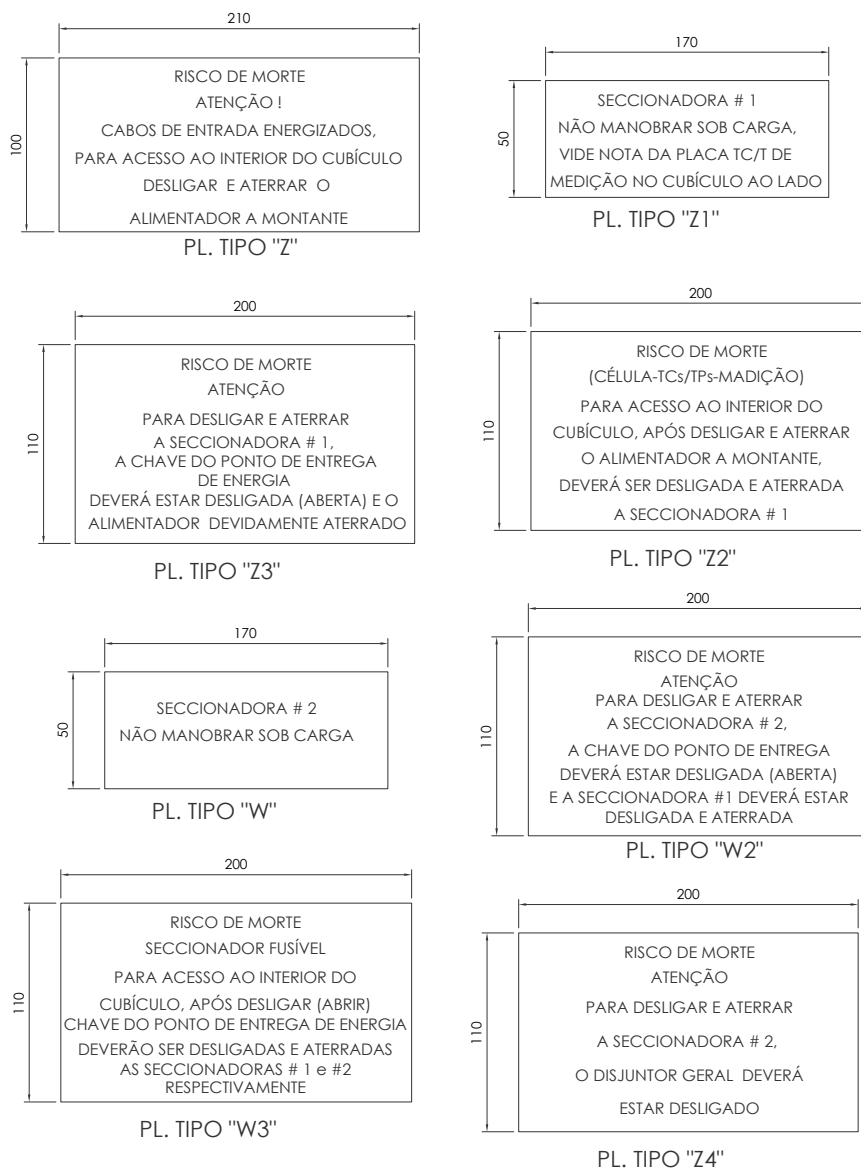 210
100
RISCO DE MORTE
ATENÇÃO !
CABOS DE ENTRADA ENERGIZADOS,
PARA ACESSO AO INTERIOR DO CUBÍCULO
DESLIGAR E ATERRAR O
ALIMENTADOR A MONTANTE
PL. TIPO "Z"
170
50
SECCIONADORA # 1
NÃO MANOBRAR SOB CARGA,
VIDE NOTA DA PLACA TC/T DE
MEDIÇÃO NO CUBÍCULO AO LADO
PL. TIPO "Z1"
200
110
RISCO DE MORTE
ATENÇÃO
PARA DESLIGAR E ATERRAR
A SECCIONADORA # 1,
A CHAVE DO PONTO DE ENTREGA
DE ENERGIA
DEVERÁ ESTAR DESLIGADA (ABERTA) E O
ALIMENTADOR DEVIDAMENTE ATERRADO
PL. TIPO "Z3"
200
110
RISCO DE MORTE
(CÉLULA-TCs/TPs-MADIÇÃO)
PARA ACESSO AO INTERIOR DO
CUBÍCULO, APÓS DESLIGAR E ATERRAR
O ALIMENTADOR A MONTANTE,
DEVERÁ SER DESLIGADA E ATERRADA
A SECCIONADORA # 1
PL. TIPO "Z2"
170
50
SECCIONADORA # 2
NÃO MANOBRAR SOB CARGA
PL. TIPO "W"
200
110
RISCO DE MORTE
ATENÇÃO
PARA DESLIGAR E ATERRAR
A SECCIONADORA # 2,
A CHAVE DO PONTO DE ENTREGA
DEVERÁ ESTAR DESLIGADA (ABERTA)
E A SECCIONADORA #1 DEVERÁ ESTAR
DESLIGADA E ATERRADA
PL. TIPO "W2"
200
110
RISCO DE MORTE
SECCIONADOR FUSÍVEL
PARA ACESSO AO INTERIOR DO
CUBÍCULO, APÓS DESLIGAR (ABRIR)
CHAVE DO PONTO DE ENTREGA DE ENERGIA
DEVERÃO SER DESLIGADAS E ATERRADAS
AS SECCIONADORAS # 1 e #2
RESPECTIVAMENTE
PL. TIPO "W3"
200
110
RISCO DE MORTE
ATENÇÃO
PARA DESLIGAR E ATERRAR
A SECCIONADORA # 2,
O DISJUNTOR GERAL DEVERÁ
ESTAR DESLIGADO
PL. TIPO "Z4"